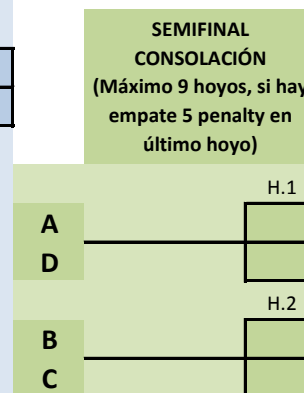 SEMIFINAL
CONSOLACIÓN
(Máximo 9 hoyos, si hay
empate 5 penalty en
último hoyo)
H.1
A
D
H.2
B
C